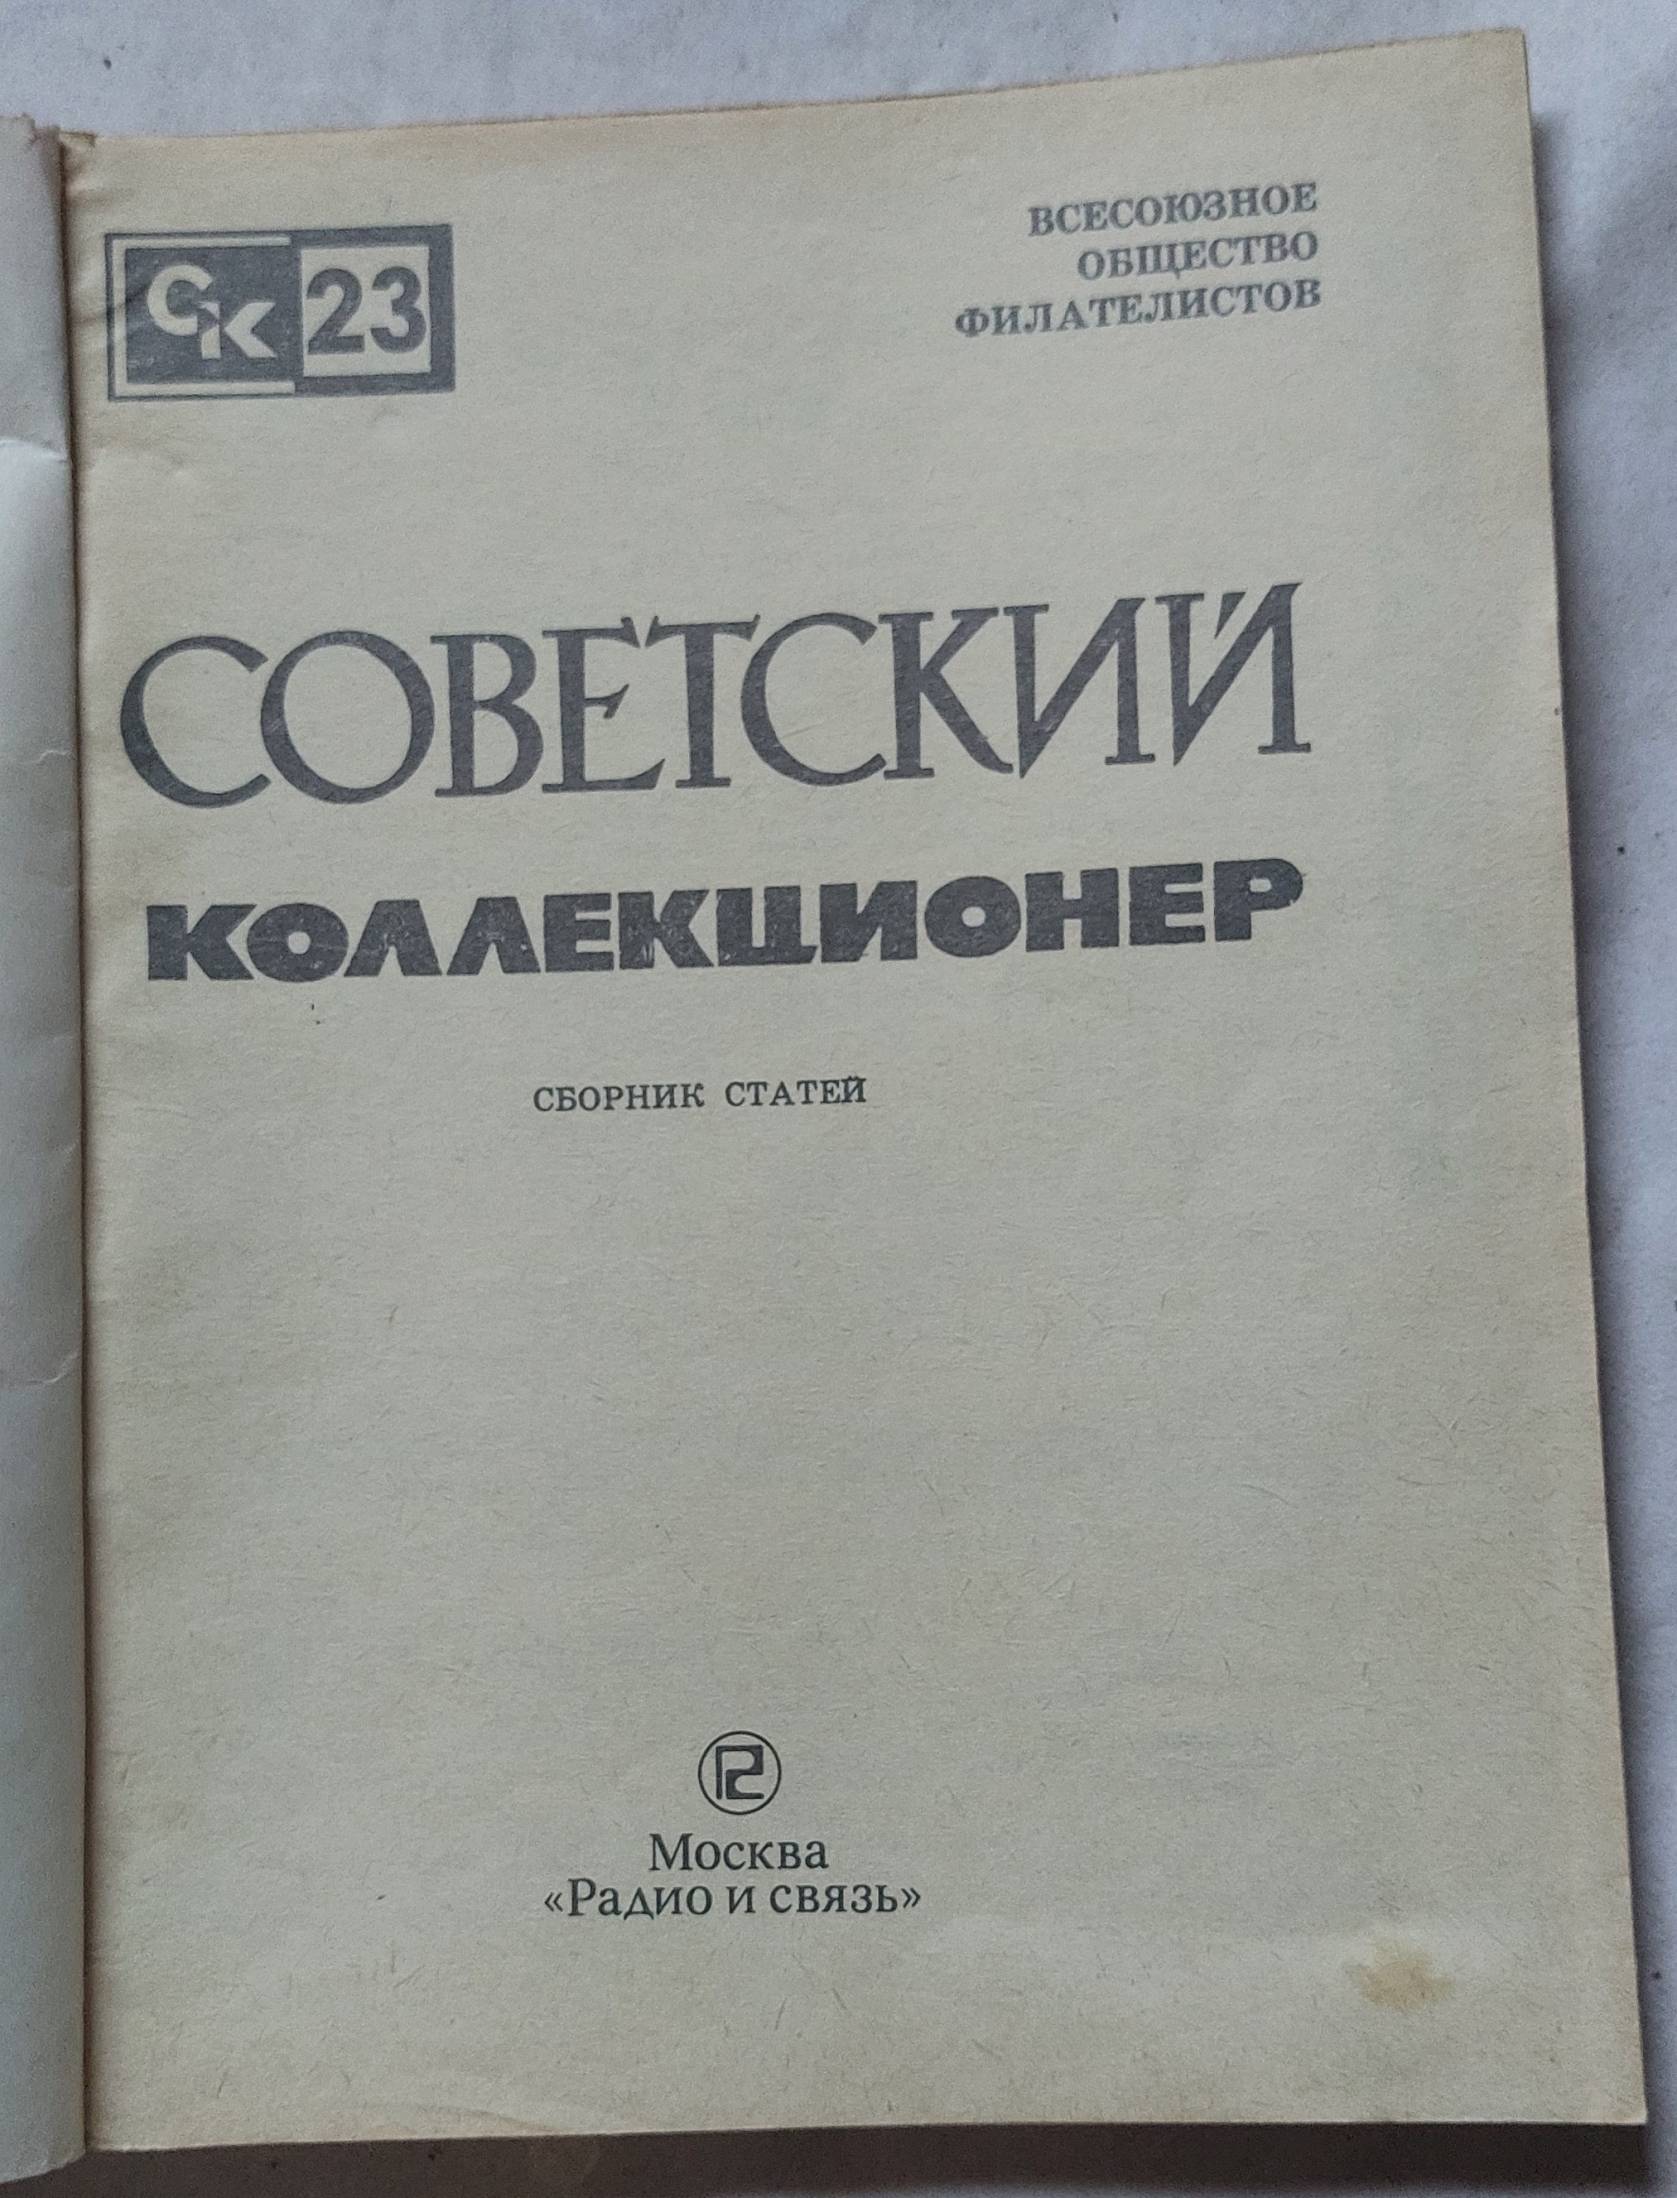 СК 23
ВСЕСОЮЗНОЕ
ОБЩЕСТВО
ФИЛАТЕЛИСТОВ
СОВЕТСКИЙ
КОЛЛЕКЦИОНЕР
СБОРНИК СТАТЕЙ
Москва
«Радио и связь»